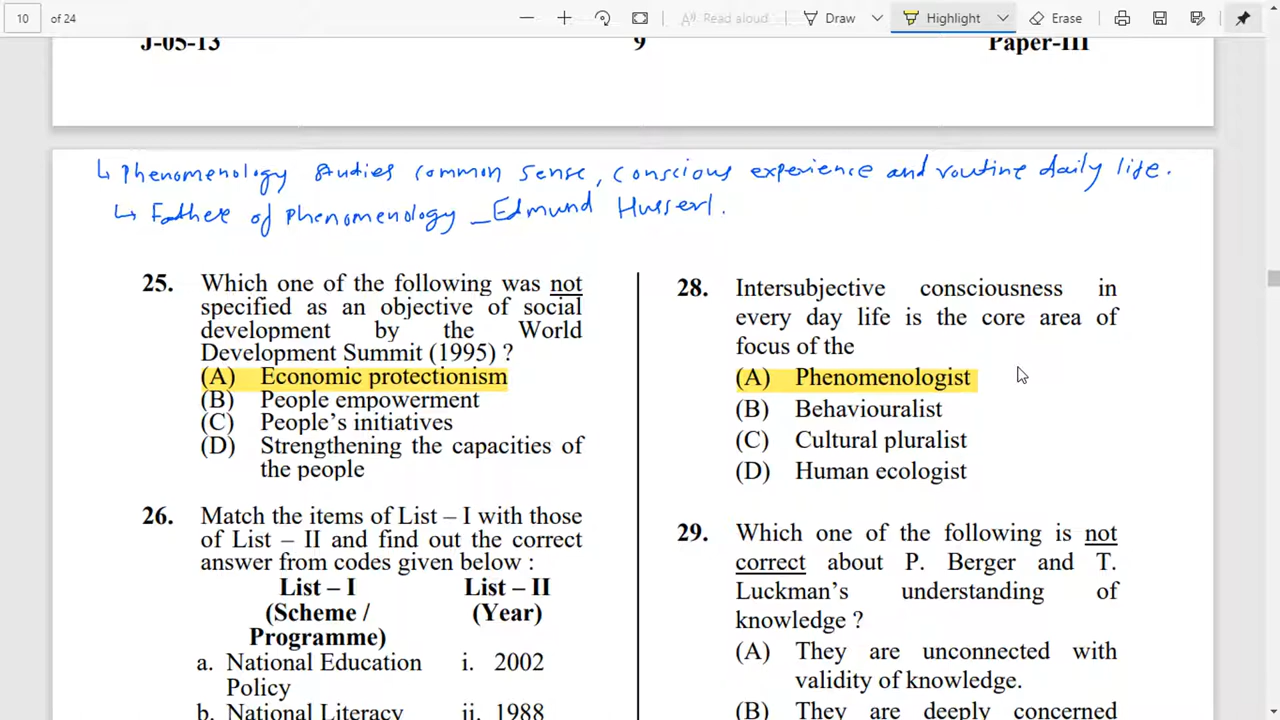 10 of 24
Read aloud
Draw
Highlight
Erase
J-05-13 9 Paper-III
↳ Phenomenology studies common sense, conscious experience and routine daily life.
↳ Father of phenomenology _Edmund Husserl.
25. Which one of the following was not
specified as an objective of social
development by the World
Development Summit (1995) ?
(A) Economic protectionism
(B) People empowerment
(C) People's initiatives
(D) Strengthening the capacities of
the people
26. Match the items of List – I with those
of List – II and find out the correct
answer from codes given below :
List – I List – II
(Scheme / (Year)
Programme)
a. National Education i. 2002
Policy
b. National Literacy ii. 1988
28. Intersubjective consciousness in
every day life is the core area of
focus of the
(A) Phenomenologist
(B) Behaviouralist
(C) Cultural pluralist
(D) Human ecologist
29. Which one of the following is not
correct about P. Berger and T.
Luckman's understanding of
knowledge ?
(A) They are unconnected with
validity of knowledge.
(B) They are deeply concerned